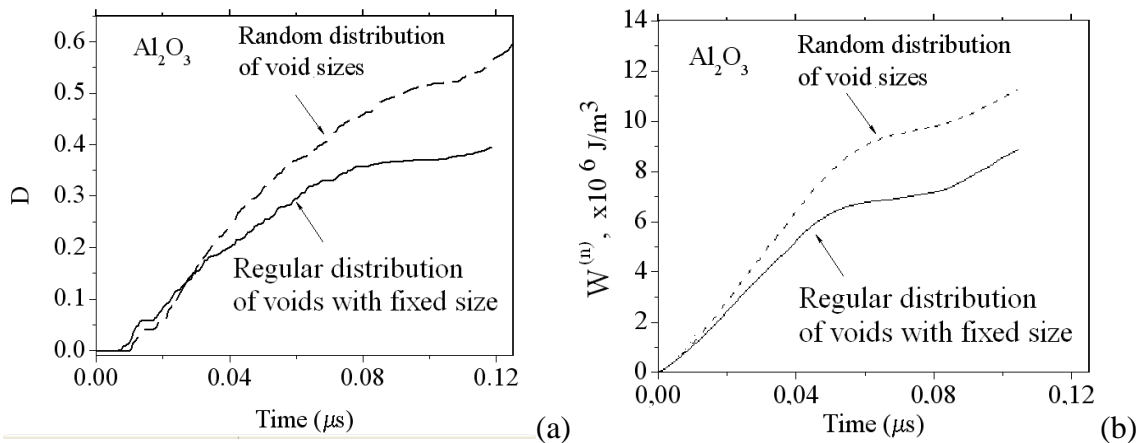 0.6
0.5
0.4
0.3
0.2
0.1
0.0
D
Al₂O₃
Random distribution
of void sizes
Regular distribution
of voids with fixed size
0.00
0.04
0.08
0.12
Time (μs)
(a)
14
12
10
8
6
4
2
0
W⁽ⁿ⁾, x10⁶ J/m³
Al₂O₃
Random distribution
of void sizes
Regular distribution
of voids with fixed size
0,00
0,04
0,08
0,12
Time (μs)
(b)